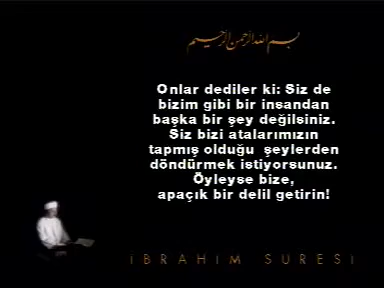 بسم الله الرحمن الرحيم
Onlar dediler ki: Siz de
bizim gibi bir insandan
başka bir şey değilsiniz.
Siz bizi atalarımızın
tapmış olduğu şeylerden
döndürmek istiyorsunuz.
Öyleyse bize,
apaçık bir delil getirin!
İBRAHİM SURESİ